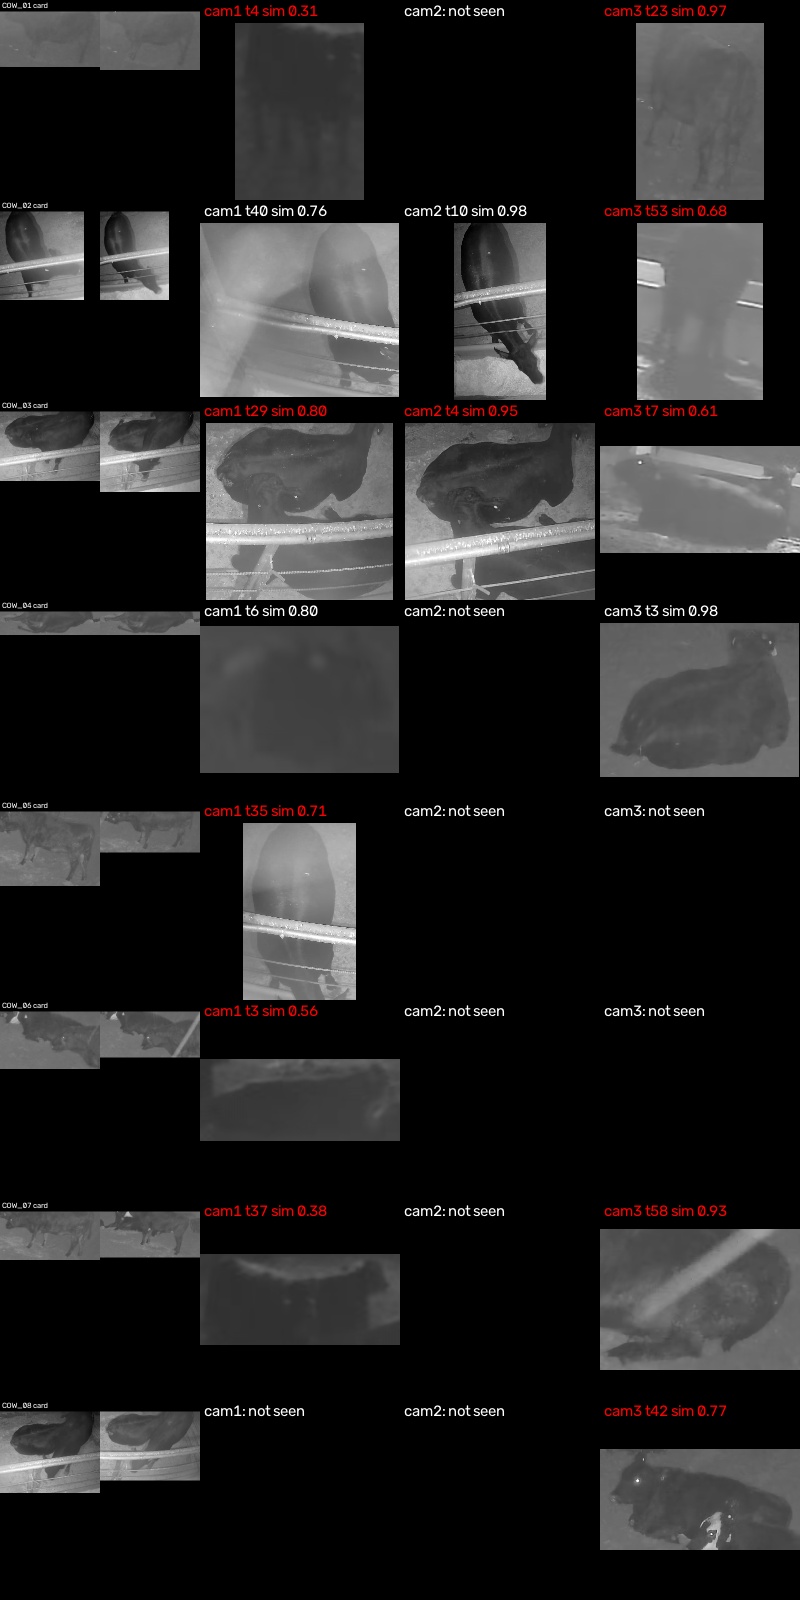 COW_01 card
cam1 t4 sim 0.31
cam2: not seen
cam3 t23 sim 0.97
COW_02 card
cam1 t40 sim 0.76
cam2 t10 sim 0.98
cam3 t53 sim 0.68
COW_03 card
cam1 t29 sim 0.80
cam2 t4 sim 0.95
cam3 t7 sim 0.61
COW_04 card
cam1 t6 sim 0.80
cam2: not seen
cam3 t3 sim 0.98
COW_05 card
cam1 t35 sim 0.71
cam2: not seen
cam3: not seen
COW_06 card
cam1 t3 sim 0.56
cam2: not seen
cam3: not seen
COW_07 card
cam1 t37 sim 0.38
cam2: not seen
cam3 t58 sim 0.93
COW_08 card
cam1: not seen
cam2: not seen
cam3 t42 sim 0.77